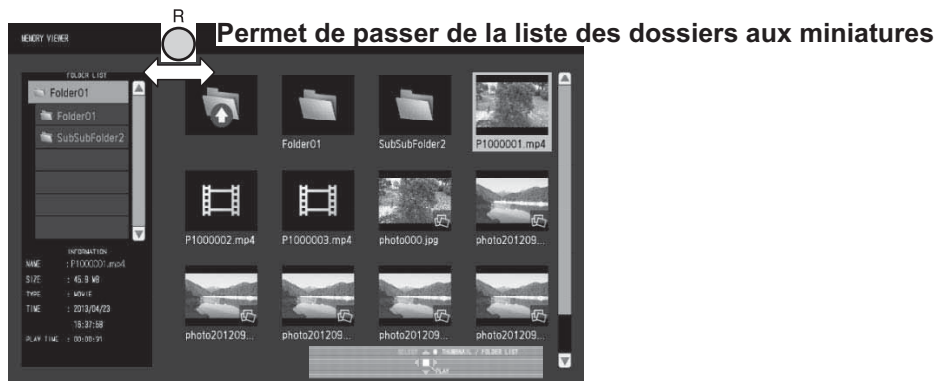 R
Permet de passer de la liste des dossiers aux miniatures
MEMORY VIEWER
FOLDER LIST
Folder01
Folder01
SubSubFolder2
Folder01
SubSubFolder2
P1000001.mp4
P1000002.mp4
P1000003.mp4
photo000.jpg
photo201209...
photo201209...
photo201209...
photo201209...
photo201209...
INFORMATION
NAME : P1000001.mp4
SIZE : 45.9 MB
TYPE : MOVIE
TIME : 2013/04/23
16:37:58
PLAY TIME : 00:00:31
SELECT THUMBNAIL / FOLDER LIST
PLAY